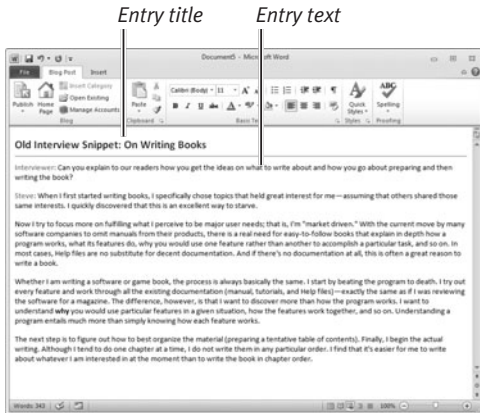 Entry title Entry text
Document5 - Microsoft Word
File Blog Post Insert
Publish Home Page Insert Category Open Existing Manage Accounts Paste Calibri (Body) 11 Quick Styles Spelling
Blog Clipboard Basic Text Styles Proofing
Old Interview Snippet: On Writing Books
Interviewer: Can you explain to our readers how you get the ideas on what to write about and how you go about preparing and then
writing the book?
Steve: When I first started writing books, I specifically chose topics that held great interest for me—assuming that others shared those
same interests. I quickly discovered that this is an excellent way to starve.
Now I try to focus more on fulfilling what I perceive to be major user needs; that is, I'm "market driven." With the current move by many
software companies to omit manuals from their products, there is a real need for easy-to-follow books that explain in depth how a
program works, what its features do, why you would use one feature rather than another to accomplish a particular task, and so on. In
most cases, Help files are no substitute for decent documentation. And if there's no documentation at all, this is often a great reason to
write a book.
Whether I am writing a software or game book, the process is always basically the same. I start by beating the program to death. I try out
every feature and work through all the existing documentation (manual, tutorials, and Help files)—exactly the same as if I was reviewing
the software for a magazine. The difference, however, is that I want to discover more than how the program works. I want to
understand why you would use particular features in a given situation, how the features work together, and so on. Understanding a
program entails much more than simply knowing how each feature works.
The next step is to figure out how to best organize the material (preparing a tentative table of contents). Finally, I begin the actual
writing. Although I tend to do one chapter at a time, I do not write them in any particular order. I find that it's easier for me to write
about whatever I am interested in at the moment than to write the book in chapter order.
Words: 343 100%